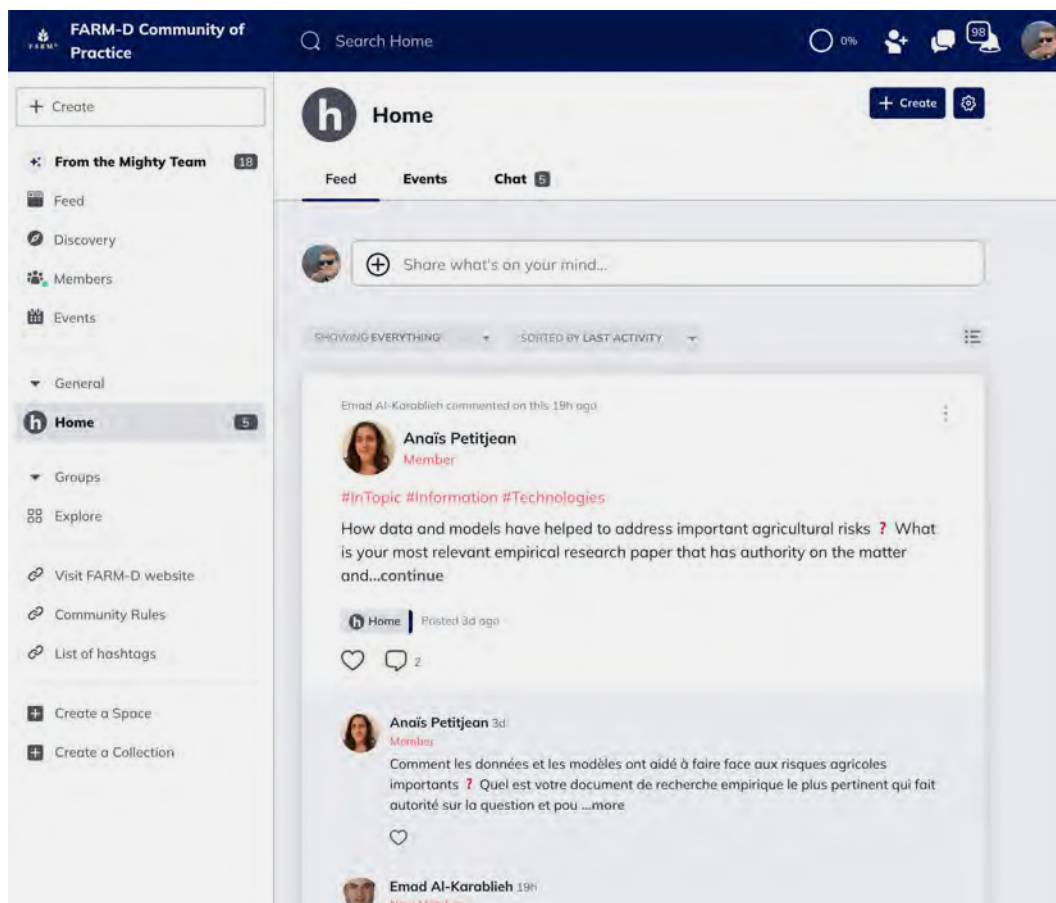 FARM-D Community of
Practice
FARM-D
Search Home
0%
98
+ Create
From the Mighty Team 18
Feed
Discovery
Members
Events
General
h Home 5
Groups
Explore
Visit FARM-D website
Community Rules
List of hashtags
+ Create a Space
+ Create a Collection
h Home
+ Create
Feed Events Chat 5
Share what's on your mind...
SHOWING EVERYTHING SORTED BY LAST ACTIVITY
Emad Al-Karablieh commented on this 19h ago
Anaïs Petitjean
Member
#InTopic #Information #Technologies
How data and models have helped to address important agricultural risks ? What
is your most relevant empirical research paper that has authority on the matter
and...continue
h Home Posted 3d ago
2
Anaïs Petitjean 3d
Member
Comment les données et les modèles ont aidé à faire face aux risques agricoles
importants ? Quel est votre document de recherche empirique le plus pertinent qui fait
autorité sur la question et pou ...more
Emad Al-Karablieh 19h